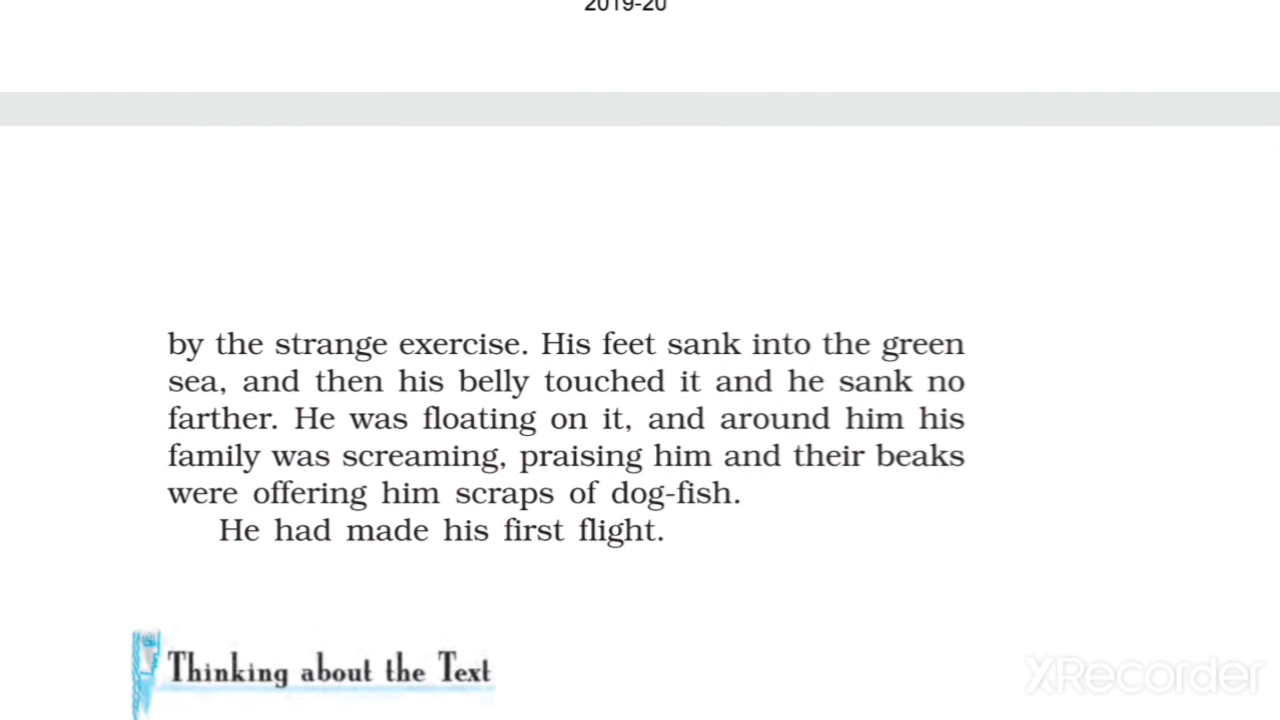 2019-20
by the strange exercise. His feet sank into the green
sea, and then his belly touched it and he sank no
farther. He was floating on it, and around him his
family was screaming, praising him and their beaks
were offering him scraps of dog-fish.
He had made his first flight.
Thinking about the Text
XRecorder